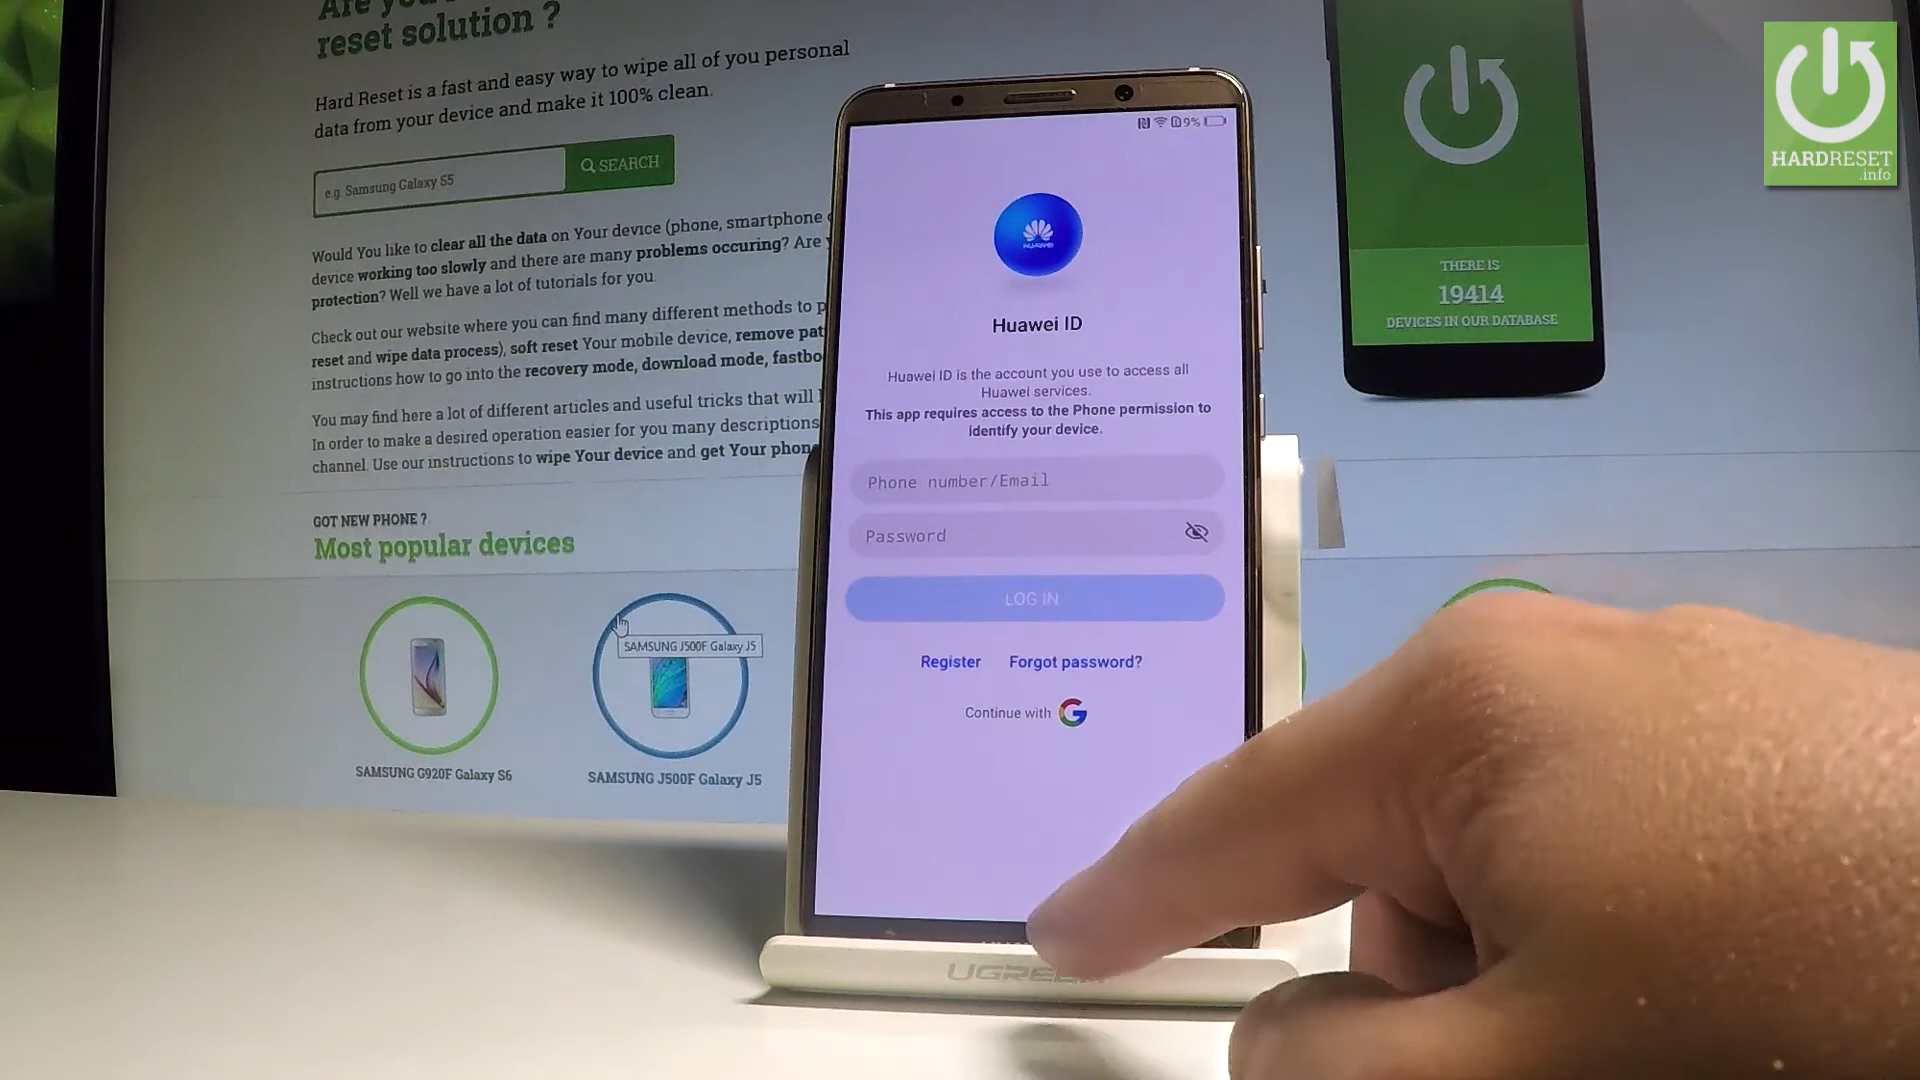 Are you
reset solution ?
Hard Reset is a fast and easy way to wipe all of you personal
data from your device and make it 100% clean.
e.g. Samsung Galaxy S5
SEARCH
Would You like to clear all the data on Your device (phone, smartphone
device working too slowly and there are many problems occuring? Are
protection? Well we have a lot of tutorials for you.
Check out our website where you can find many different methods to
reset and wipe data process), soft reset Your mobile device, remove
instructions how to go into the recovery mode, download mode,
You may find here a lot of different articles and useful tricks that will
In order to make a desired operation easier for you many descriptions
channel. Use our instructions to wipe Your device and get Your
GOT NEW PHONE ?
Most popular devices
SAMSUNG J500F Galaxy J5
SAMSUNG G920F Galaxy S6
SAMSUNG J500F Galaxy J5
9%
HUAWEI
Huawei ID
Huawei ID is the account you use to access all
Huawei services.
This app requires access to the Phone permission to
identify your device.
Phone number/Email
Password
LOG IN
Register Forgot password?
Continue with G
THERE IS
19414
DEVICES IN OUR DATABASE
HARDRESET
.info